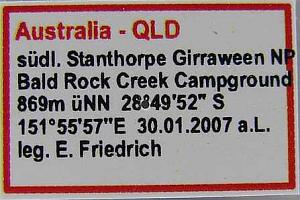 Australia - QLD
südl. Stanthorpe Girraween NP
Bald Rock Creek Campground
869m üNN 28°49'52" S
151°55'57"E 30.01.2007 a.L.
leg. E. Friedrich